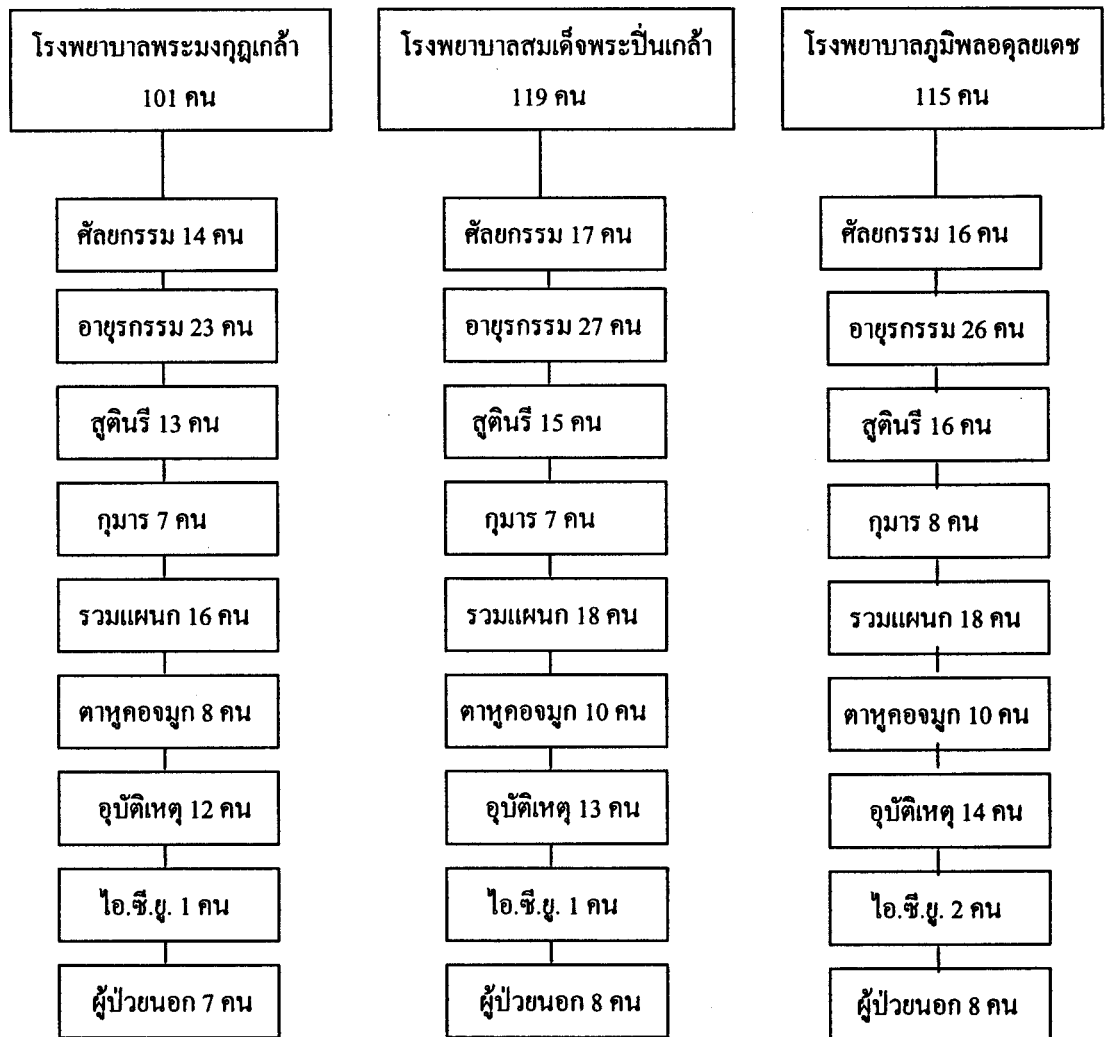 โรงพยาบาลพระมงกุฎเกล้า
101 คน
ศัลยกรรม 14 คน
อายุรกรรม 23 คน
สูตินรี 13 คน
กุมาร 7 คน
รวมแผนก 16 คน
ตาหูคอจมูก 8 คน
อุบัติเหตุ 12 คน
ไอ.ซี.ยู. 1 คน
ผู้ป่วยนอก 7 คน
โรงพยาบาลสมเด็จพระปิ่นเกล้า
119 คน
ศัลยกรรม 17 คน
อายุรกรรม 27 คน
สูตินรี 15 คน
กุมาร 7 คน
รวมแผนก 18 คน
ตาหูคอจมูก 10 คน
อุบัติเหตุ 13 คน
ไอ.ซี.ยู. 1 คน
ผู้ป่วยนอก 8 คน
โรงพยาบาลภูมิพลอดุลยเดช
115 คน
ศัลยกรรม 16 คน
อายุรกรรม 26 คน
สูตินรี 16 คน
กุมาร 8 คน
รวมแผนก 18 คน
ตาหูคอจมูก 10 คน
อุบัติเหตุ 14 คน
ไอ.ซี.ยู. 2 คน
ผู้ป่วยนอก 8 คน